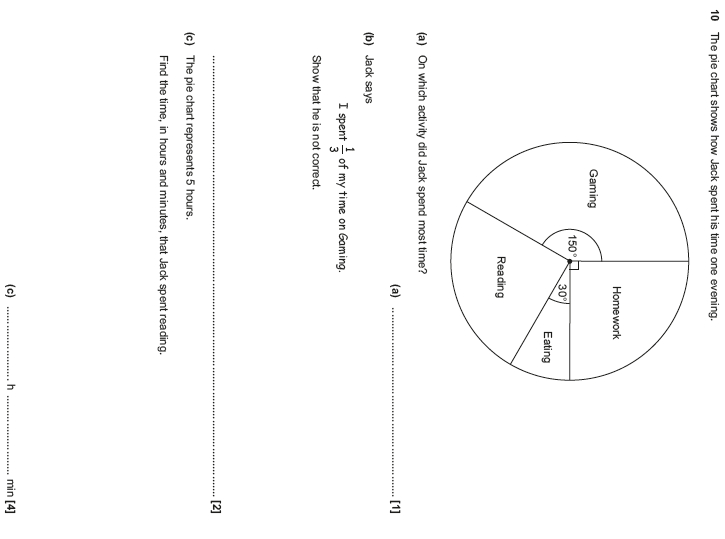 10 The pie chart shows how Jack spent his time one evening.
Homework
Gaming
150°
30°
Eating
Reading
(a) On which activity did Jack spend most time?
(a) ........................................................ [1]
(b) Jack says
I spent 1/3 of my time on Gaming.
Show that he is not correct.
........................................................................................................................ [2]
(c) The pie chart represents 5 hours.
Find the time, in hours and minutes, that Jack spent reading.
(c) ...................... h ...................... min [4]